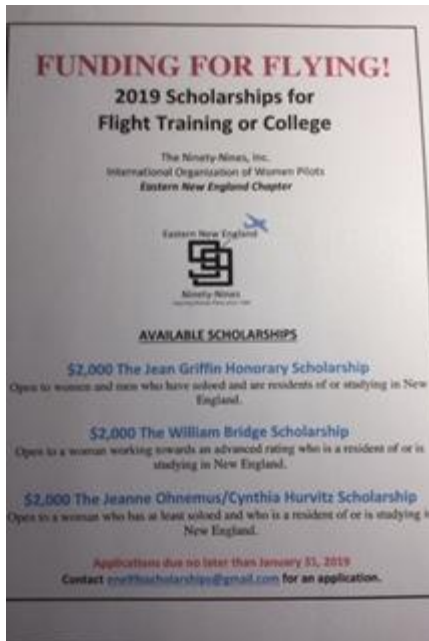 FUNDING FOR FLYING!
2019 Scholarships for
Flight Training or College
The Ninety-Nines, Inc.
International Organization of Women Pilots
Eastern New England Chapter
Eastern New England
99
Ninety-Nines
AVAILABLE SCHOLARSHIPS
$2,000 The Jean Griffin Honorary Scholarship
Open to women and men who have soloed and are residents of or studying in New
England.
$2,000 The William Bridge Scholarship
Open to a woman working towards an advanced rating who is a resident of or is
studying in New England.
$2,000 The Jeanne Ohnemus/Cynthia Hurvitz Scholarship
Open to a woman who has at least soloed and who is a resident of or is studying
New England.
Applications due no later than January 31, 2019
Contact ene99sscholarships@gmail.com for an application.